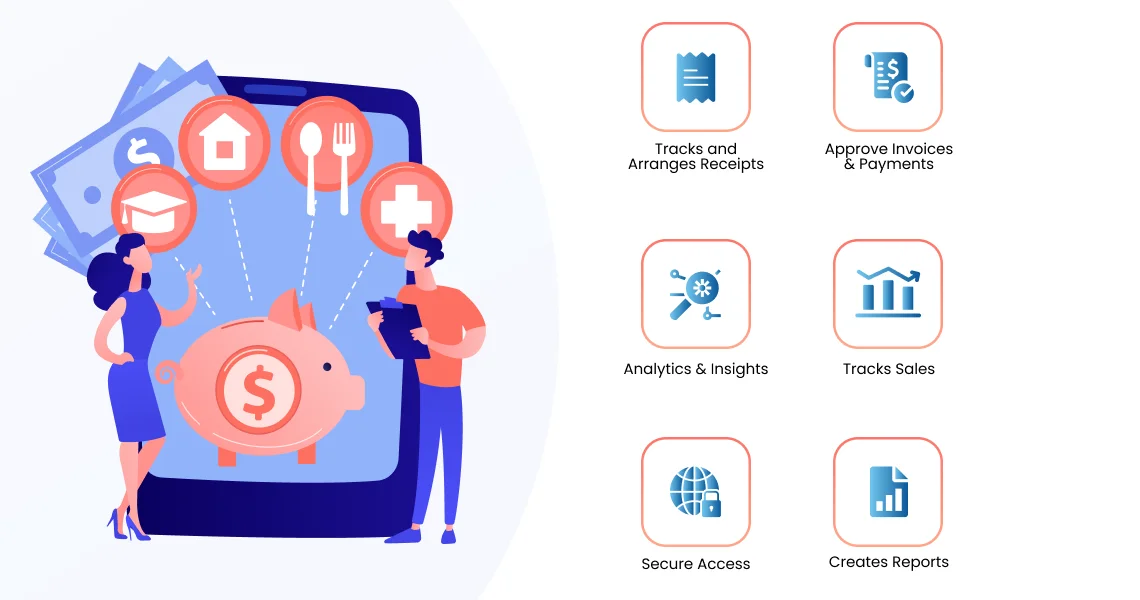 Tracks and
Arranges Receipts
Approve Invoices
& Payments
Analytics & Insights
Tracks Sales
Secure Access
Creates Reports